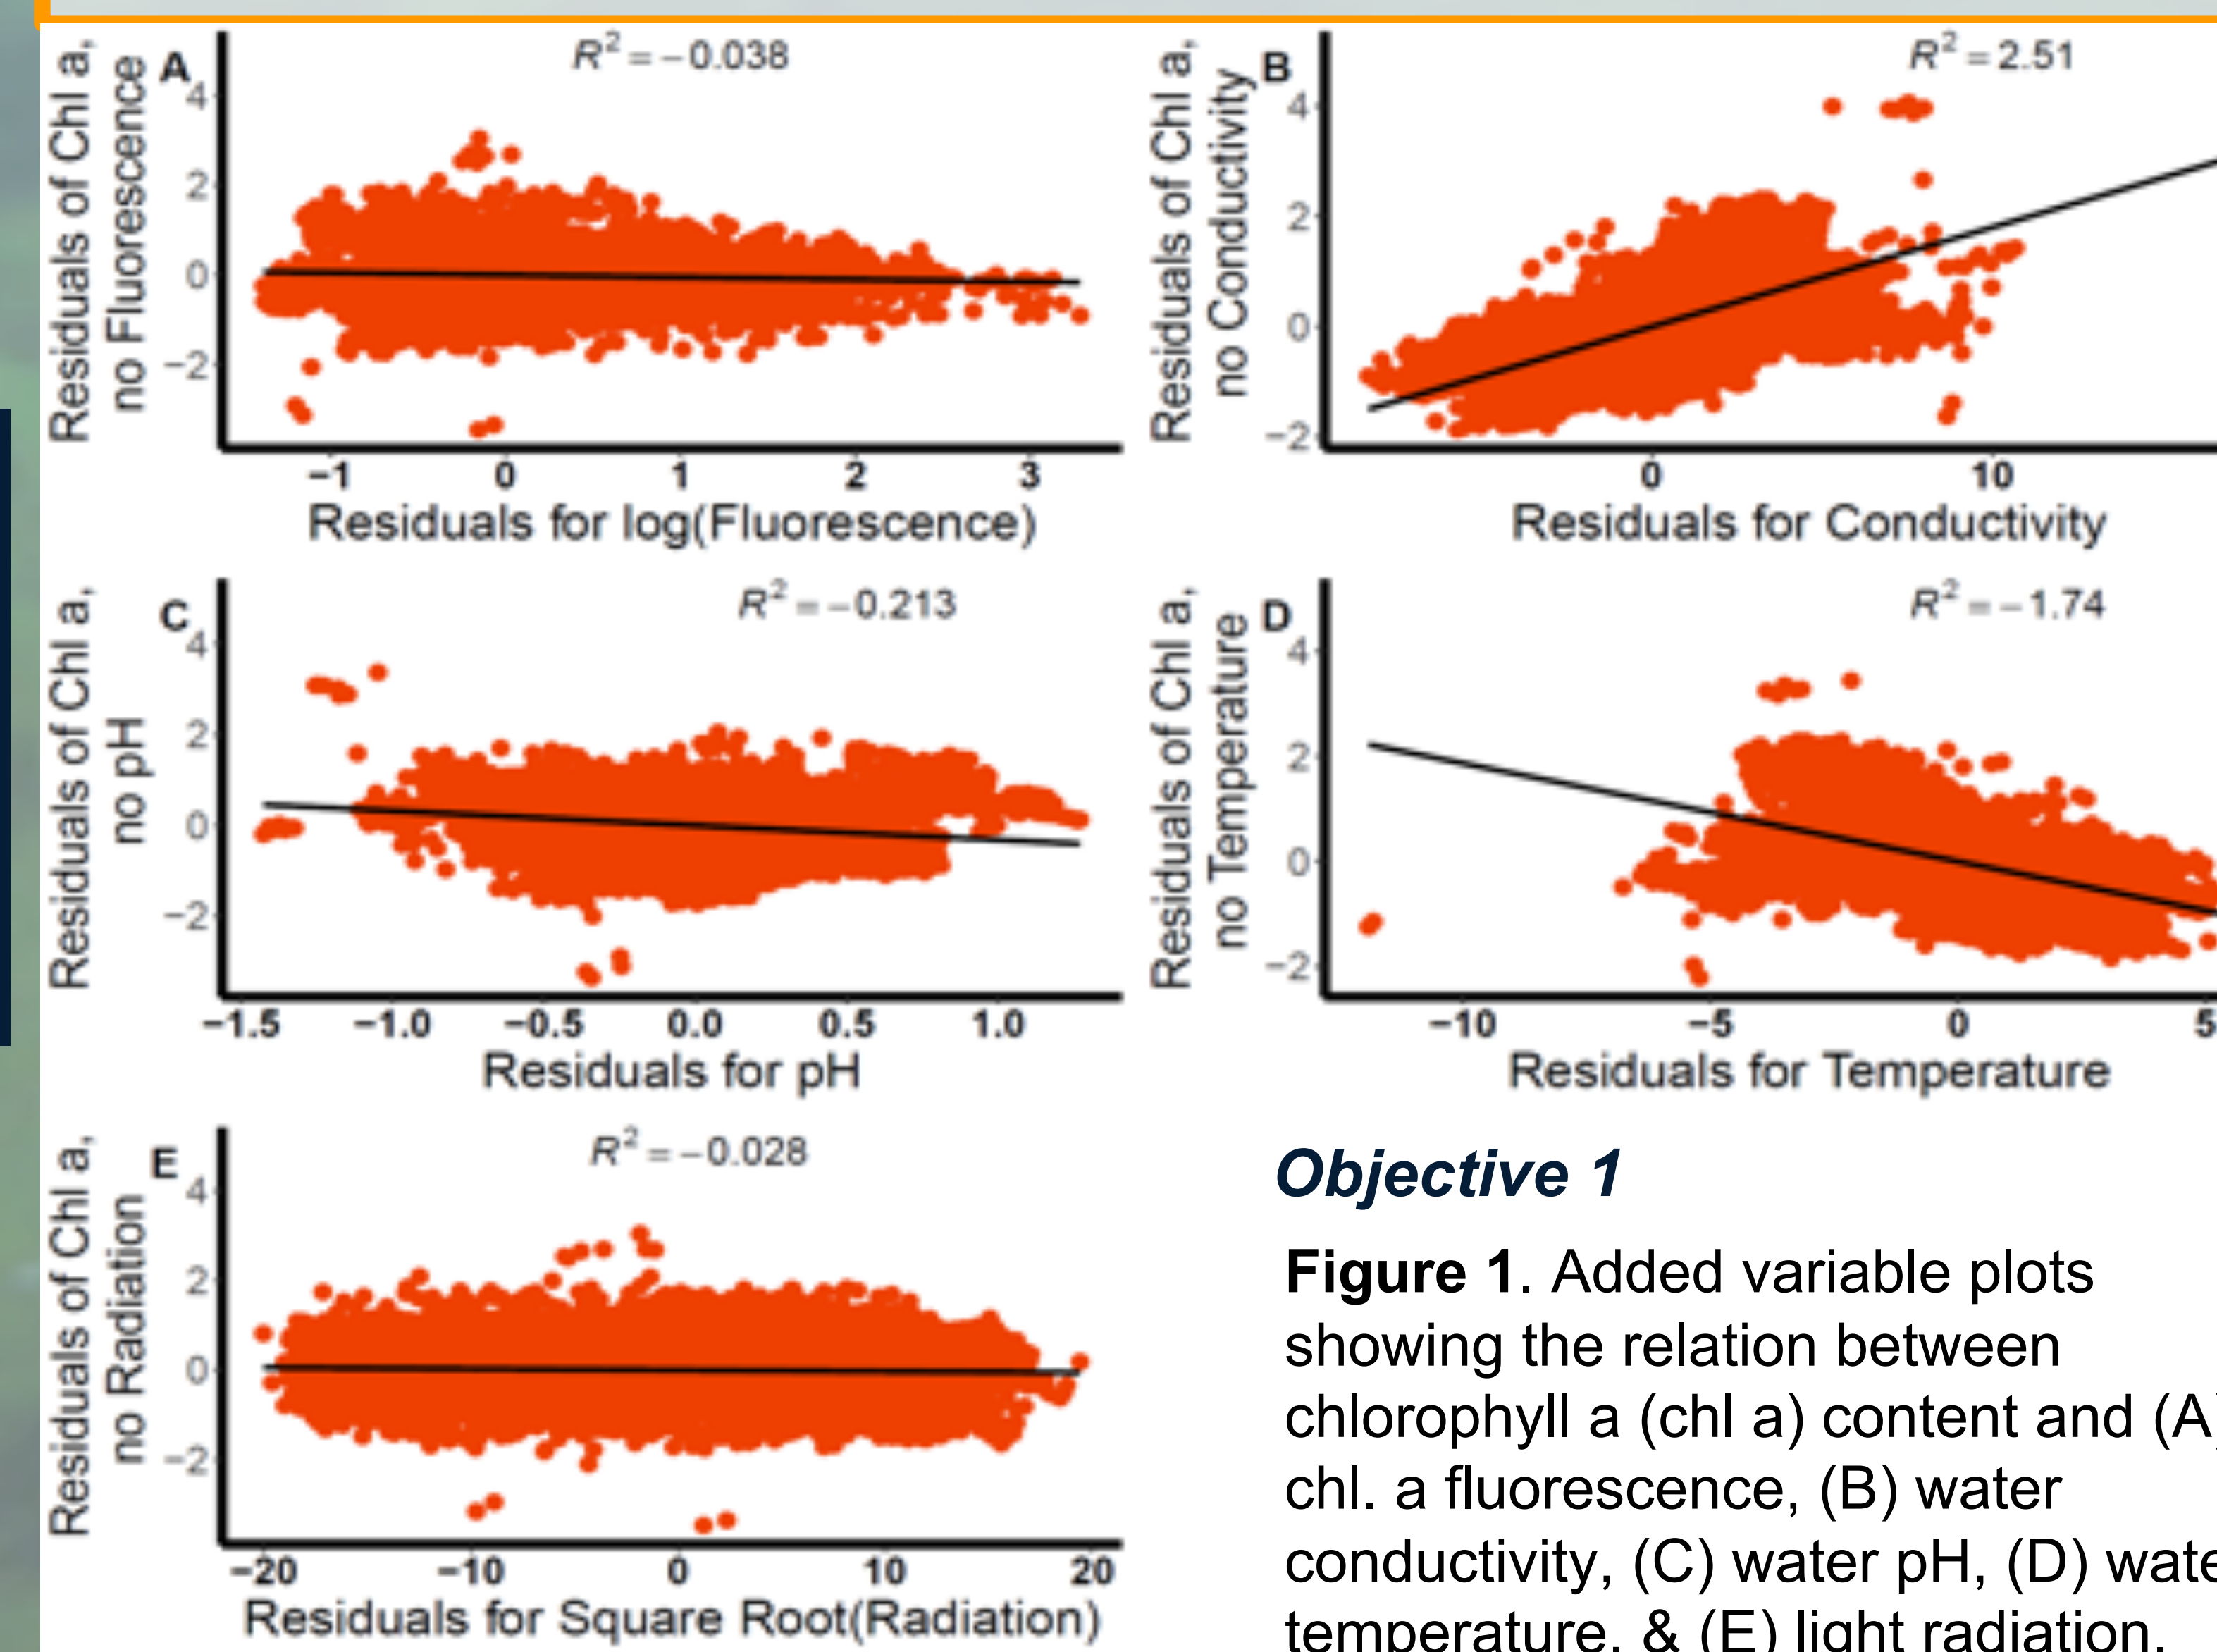 Residuals of Chl a,
no Fluorescence
A
R² = −0.038
4
2
0
−2
−1 0 1 2 3
Residuals for log(Fluorescence)
Residuals of Chl a,
no Conductivity
B
R² = 2.51
4
2
0
−2
0 10
Residuals for Conductivity
Residuals of Chl a,
no pH
C
R² = −0.213
4
2
0
−2
−1.5 −1.0 −0.5 0.0 0.5 1.0
Residuals for pH
Residuals of Chl a,
no Temperature
D
R² = −1.74
4
2
0
−2
−10 −5 0 5
Residuals for Temperature
Residuals of Chl a,
no Radiation
E
R² = −0.028
4
2
0
−2
−20 −10 0 10 20
Residuals for Square Root(Radiation)
Objective 1
Figure 1. Added variable plots
showing the relation between
chlorophyll a (chl a) content and (A)
chl. a fluorescence, (B) water
conductivity, (C) water pH, (D) wate
temperature, & (E) light radiation.